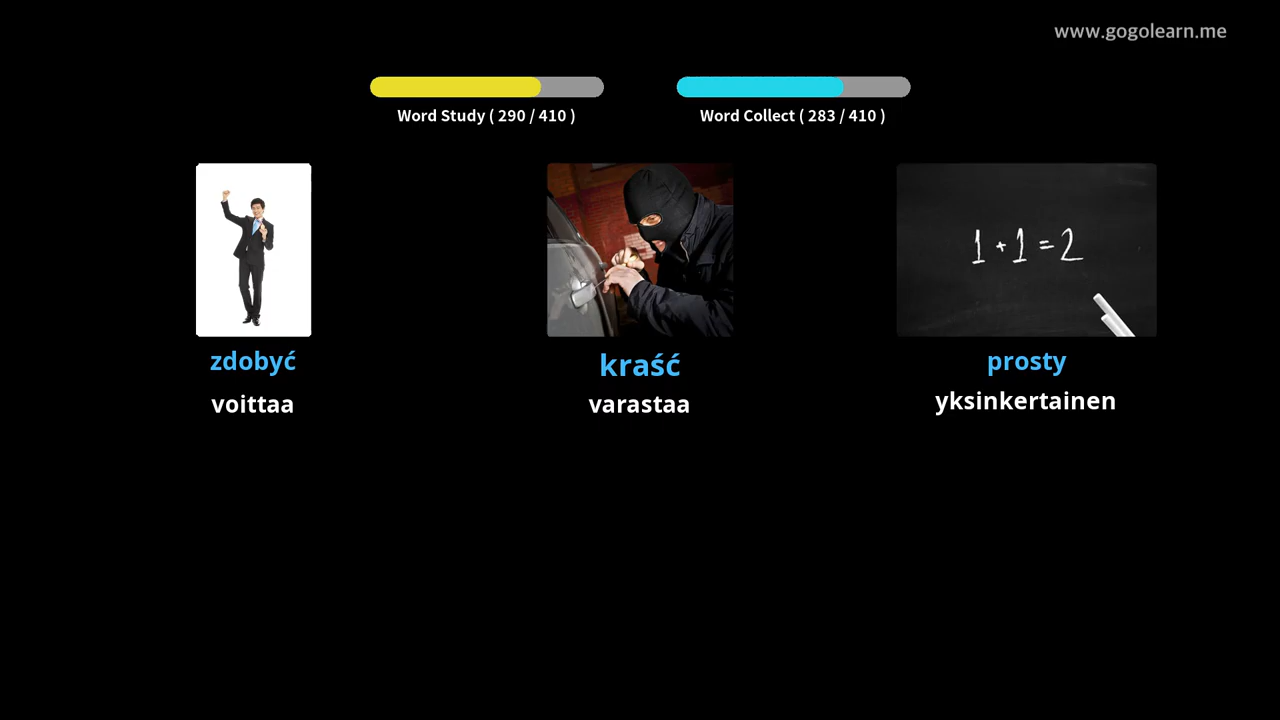 www.gogolearn.me
Word Study ( 290 / 410 )
Word Collect ( 283 / 410 )
1 + 1 = 2
zdobyć
kraść
prosty
voittaa
varastaa
yksinkertainen